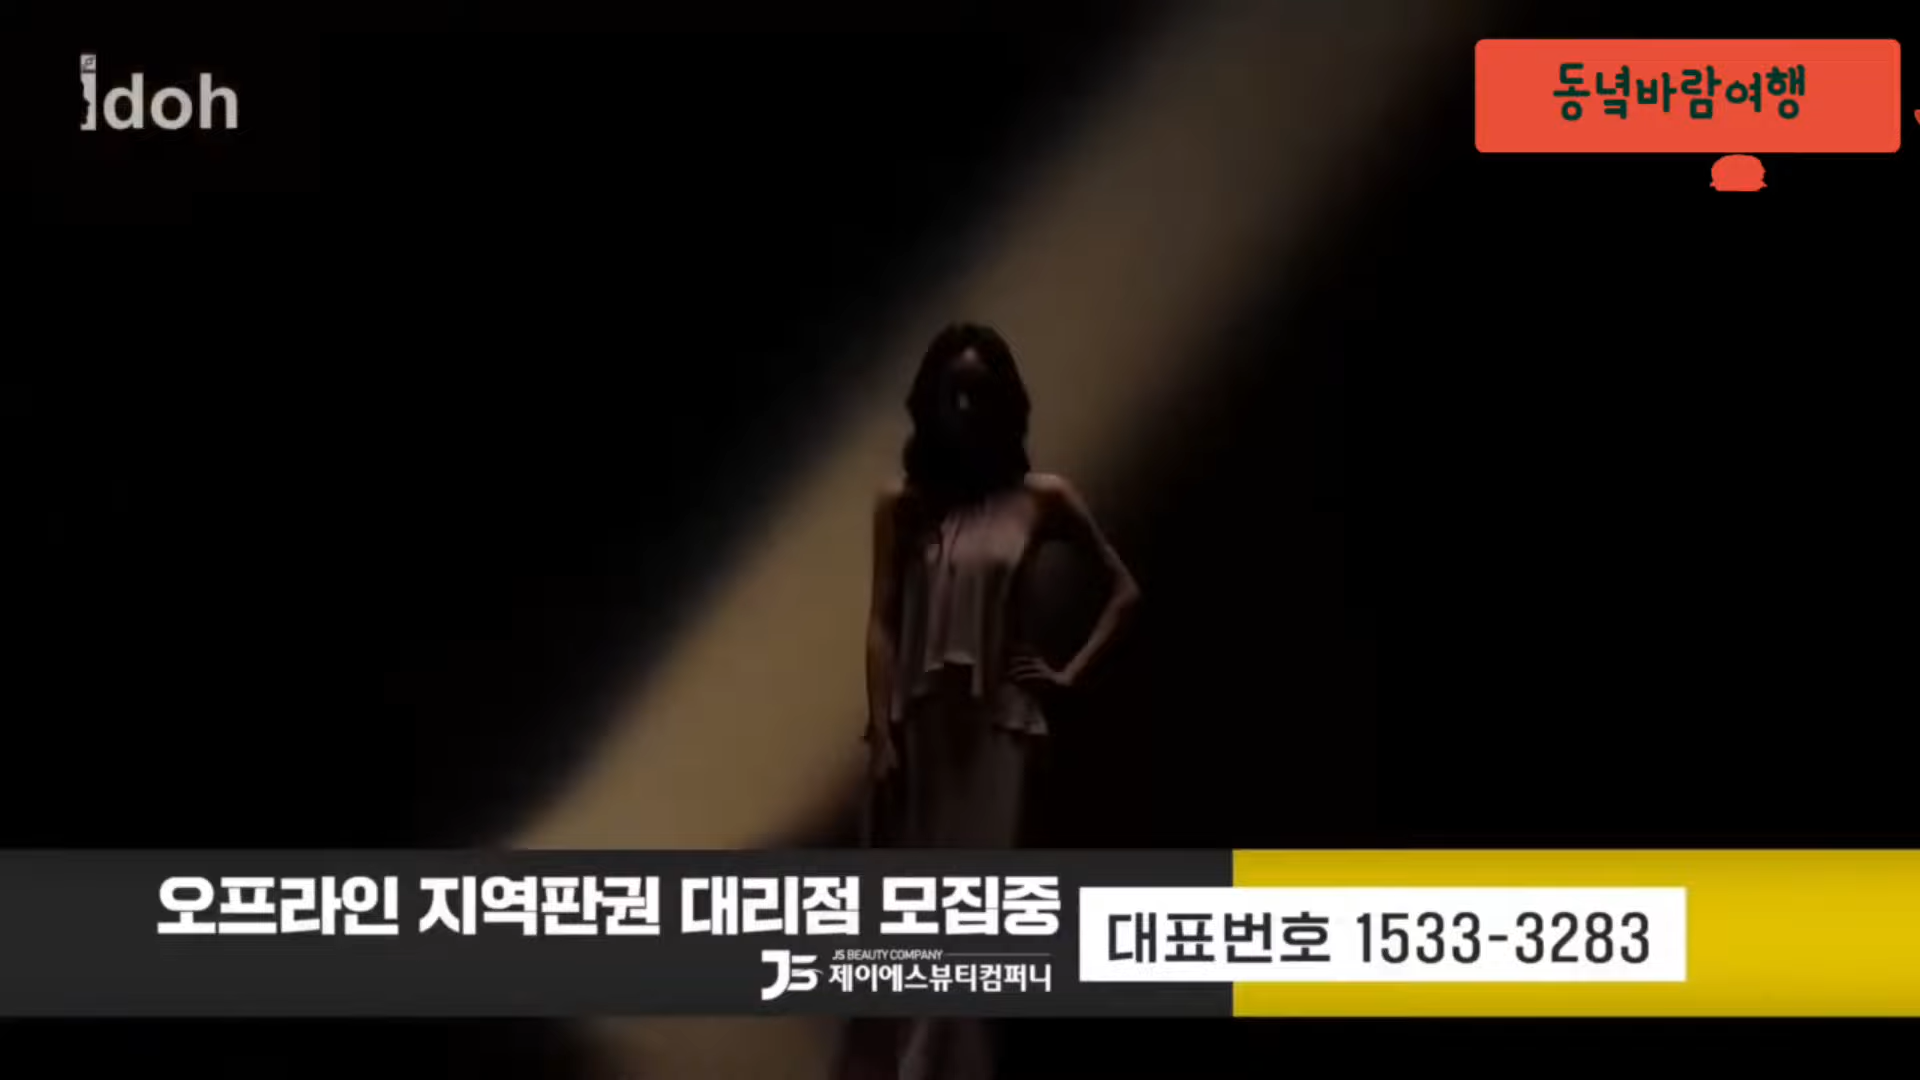 Idoh
동녘바람여행
오프라인 지역판권 대리점 모집중
대표번호 1533-3283
JS BEAUTY COMPANY
JS 제이에스뷰티컴퍼니